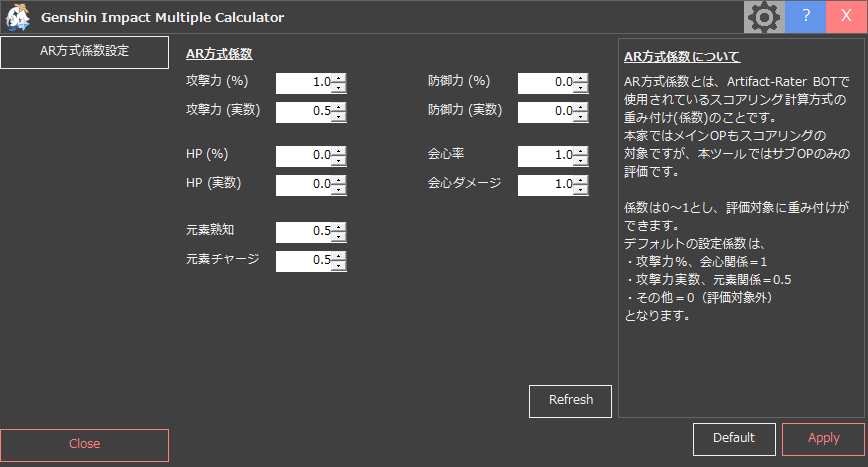 Genshin Impact Multiple Calculator
?
X
AR方式係数設定
AR方式係数
攻撃力 (%)
1.0
防御力 (%)
0.0
攻撃力 (実数)
0.5
防御力 (実数)
0.0
HP (%)
0.0
会心率
1.0
HP (実数)
0.0
会心ダメージ
1.0
元素熟知
0.5
元素チャージ
0.5
AR方式係数について
AR方式係数とは、Artifact-Rater BOTで
使用されているスコアリング計算方式の
重み付け(係数)のことです。
本家ではメインOPもスコアリングの
対象ですが、本ツールではサブOPのみの
評価です。
係数は0～1とし、評価対象に重み付けが
できます。
デフォルトの設定係数は、
・攻撃力%、会心関係=1
・攻撃力実数、元素関係=0.5
・その他=0（評価対象外）
となります。
Refresh
Close
Default
Apply